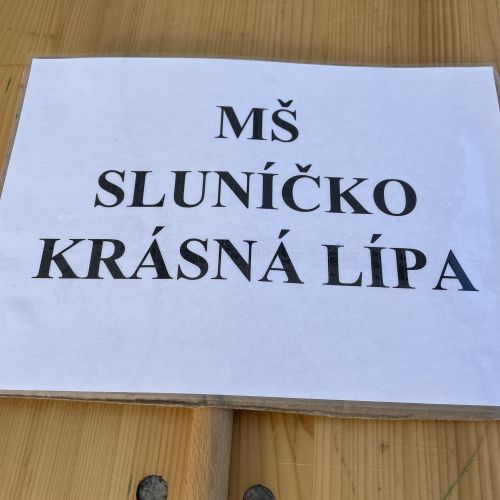 MŠ
SLUNÍČKO
KRÁSNÁ LÍPA